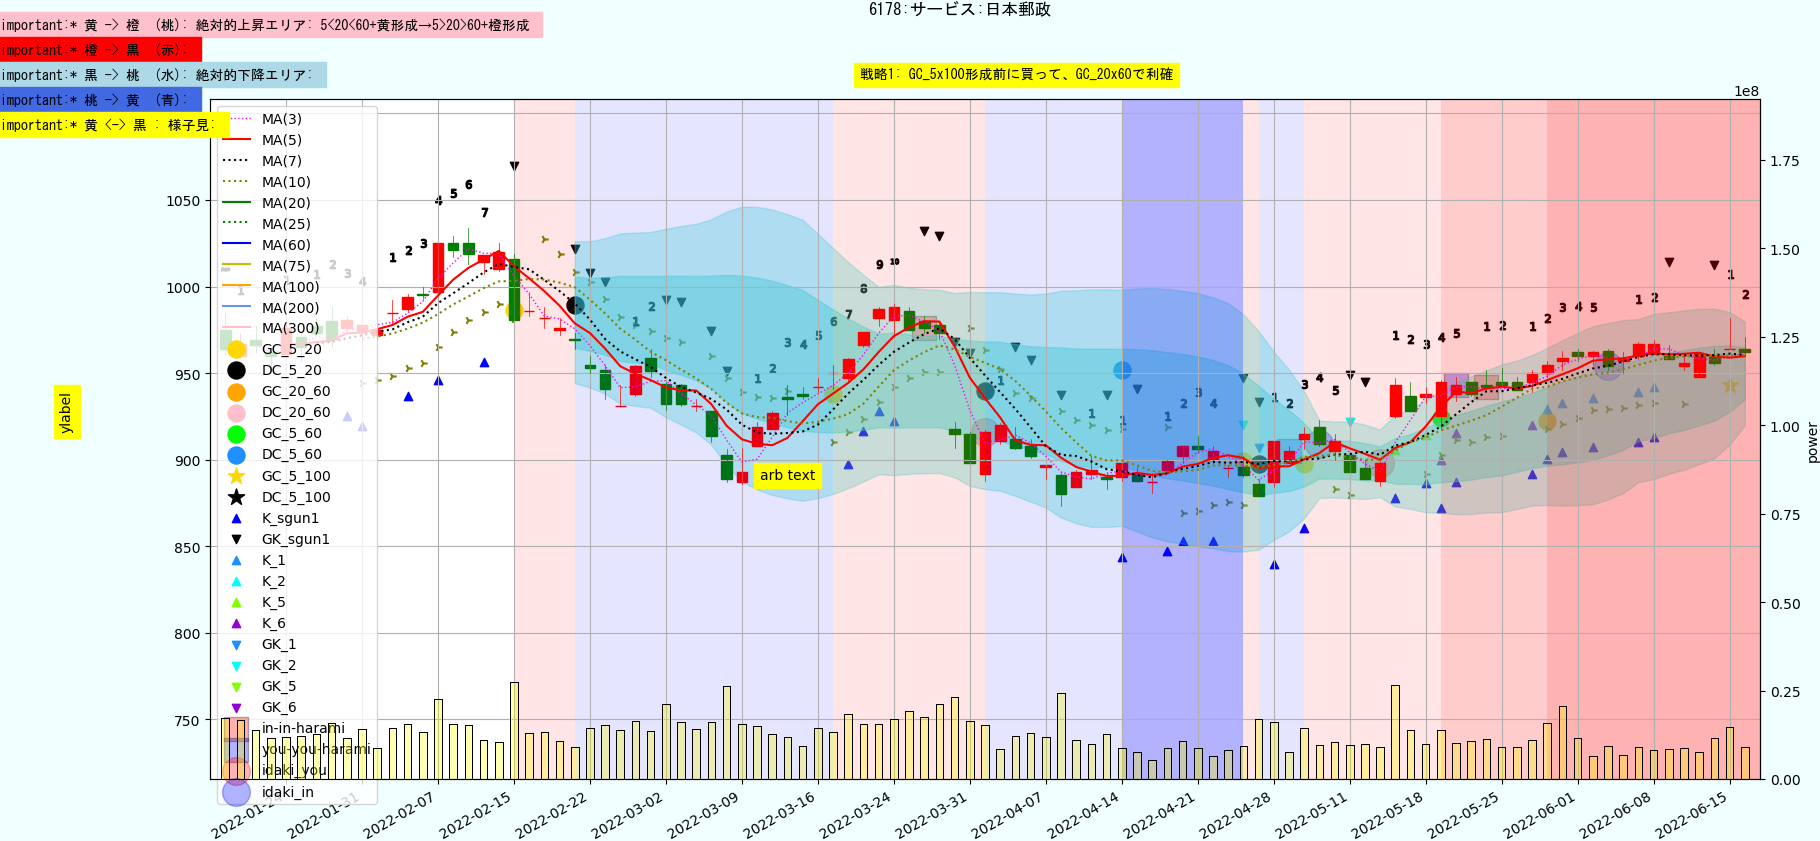 6178:サービス:日本郵政
important:* 黄 -> 橙 (桃): 絶対的上昇エリア: 5<20<60+黄形成→5>20>60+橙形成
important:* 橙 -> 黒 (赤):
important:* 黒 -> 桃 (水): 絶対的下降エリア:
戦略1: GC_5x100形成前に買って、GC_20x60で利確
important:* 桃 -> 黄 (青):
important:* 黄 <-> 黒 : 様子見:
1e8
MA(3)
MA(5)
MA(7)
MA(10)
MA(20)
MA(25)
MA(60)
MA(75)
MA(100)
MA(200)
MA(300)
GC_5_20
DC_5_20
GC_20_60
DC_20_60
GC_5_60
DC_5_60
GC_5_100
DC_5_100
K_sgun1
GK_sgun1
K_1
K_2
K_5
K_6
GK_1
GK_2
GK_5
GK_6
in-in-harami
you-you-harami
idaki_you
idaki_in
1050
1000
950
900
850
800
750
ylabel
arb text
1.75
1.50
1.25
1.00
0.75
0.50
0.25
0.00
power
2022-01-24
2022-01-31
2022-02-07
2022-02-15
2022-02-22
2022-03-02
2022-03-09
2022-03-16
2022-03-24
2022-03-31
2022-04-07
2022-04-14
2022-04-21
2022-04-28
2022-05-11
2022-05-18
2022-05-25
2022-06-01
2022-06-08
2022-06-15